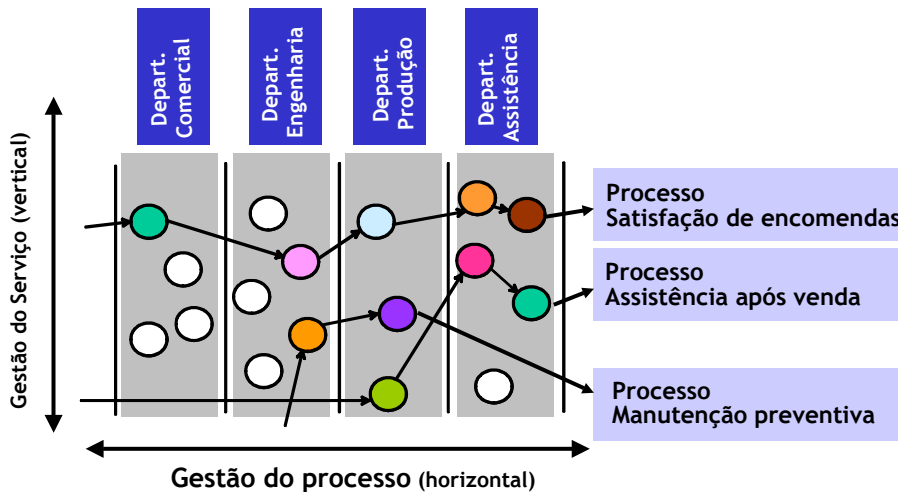 Depart.
Comercial
Depart.
Engenharia
Depart.
Produção
Depart.
Assistência
Gestão do Serviço (vertical)
Processo
Satisfação de encomendas
Processo
Assistência após venda
Processo
Manutenção preventiva
Gestão do processo (horizontal)